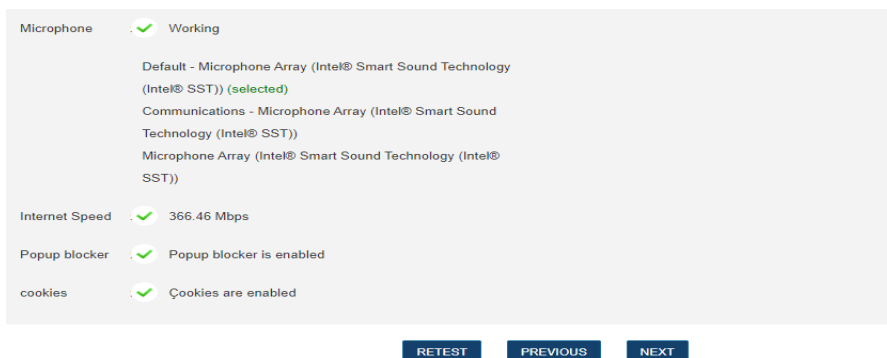 Microphone Working
Default - Microphone Array (Intel® Smart Sound Technology
(Intel® SST)) (selected)
Communications - Microphone Array (Intel® Smart Sound
Technology (Intel® SST))
Microphone Array (Intel® Smart Sound Technology (Intel®
SST))
Internet Speed 366.46 Mbps
Popup blocker Popup blocker is enabled
cookies Çookies are enabled
RETEST PREVIOUS NEXT